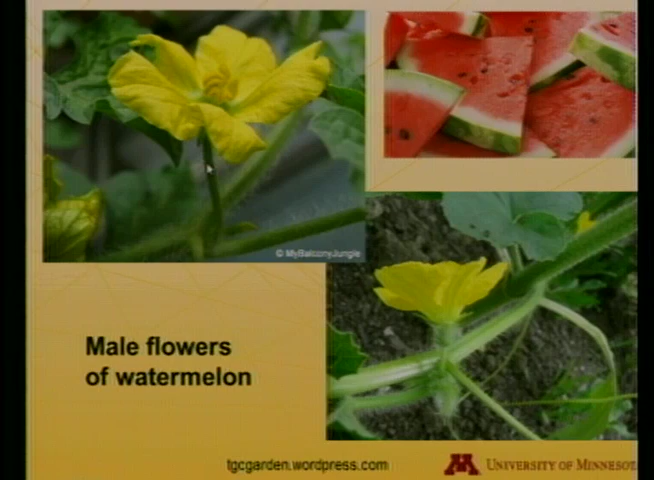 © MyBalconyJungle
Male flowers
of watermelon
tgcgarden.wordpress.com
M UNIVERSITY OF MINNESOT